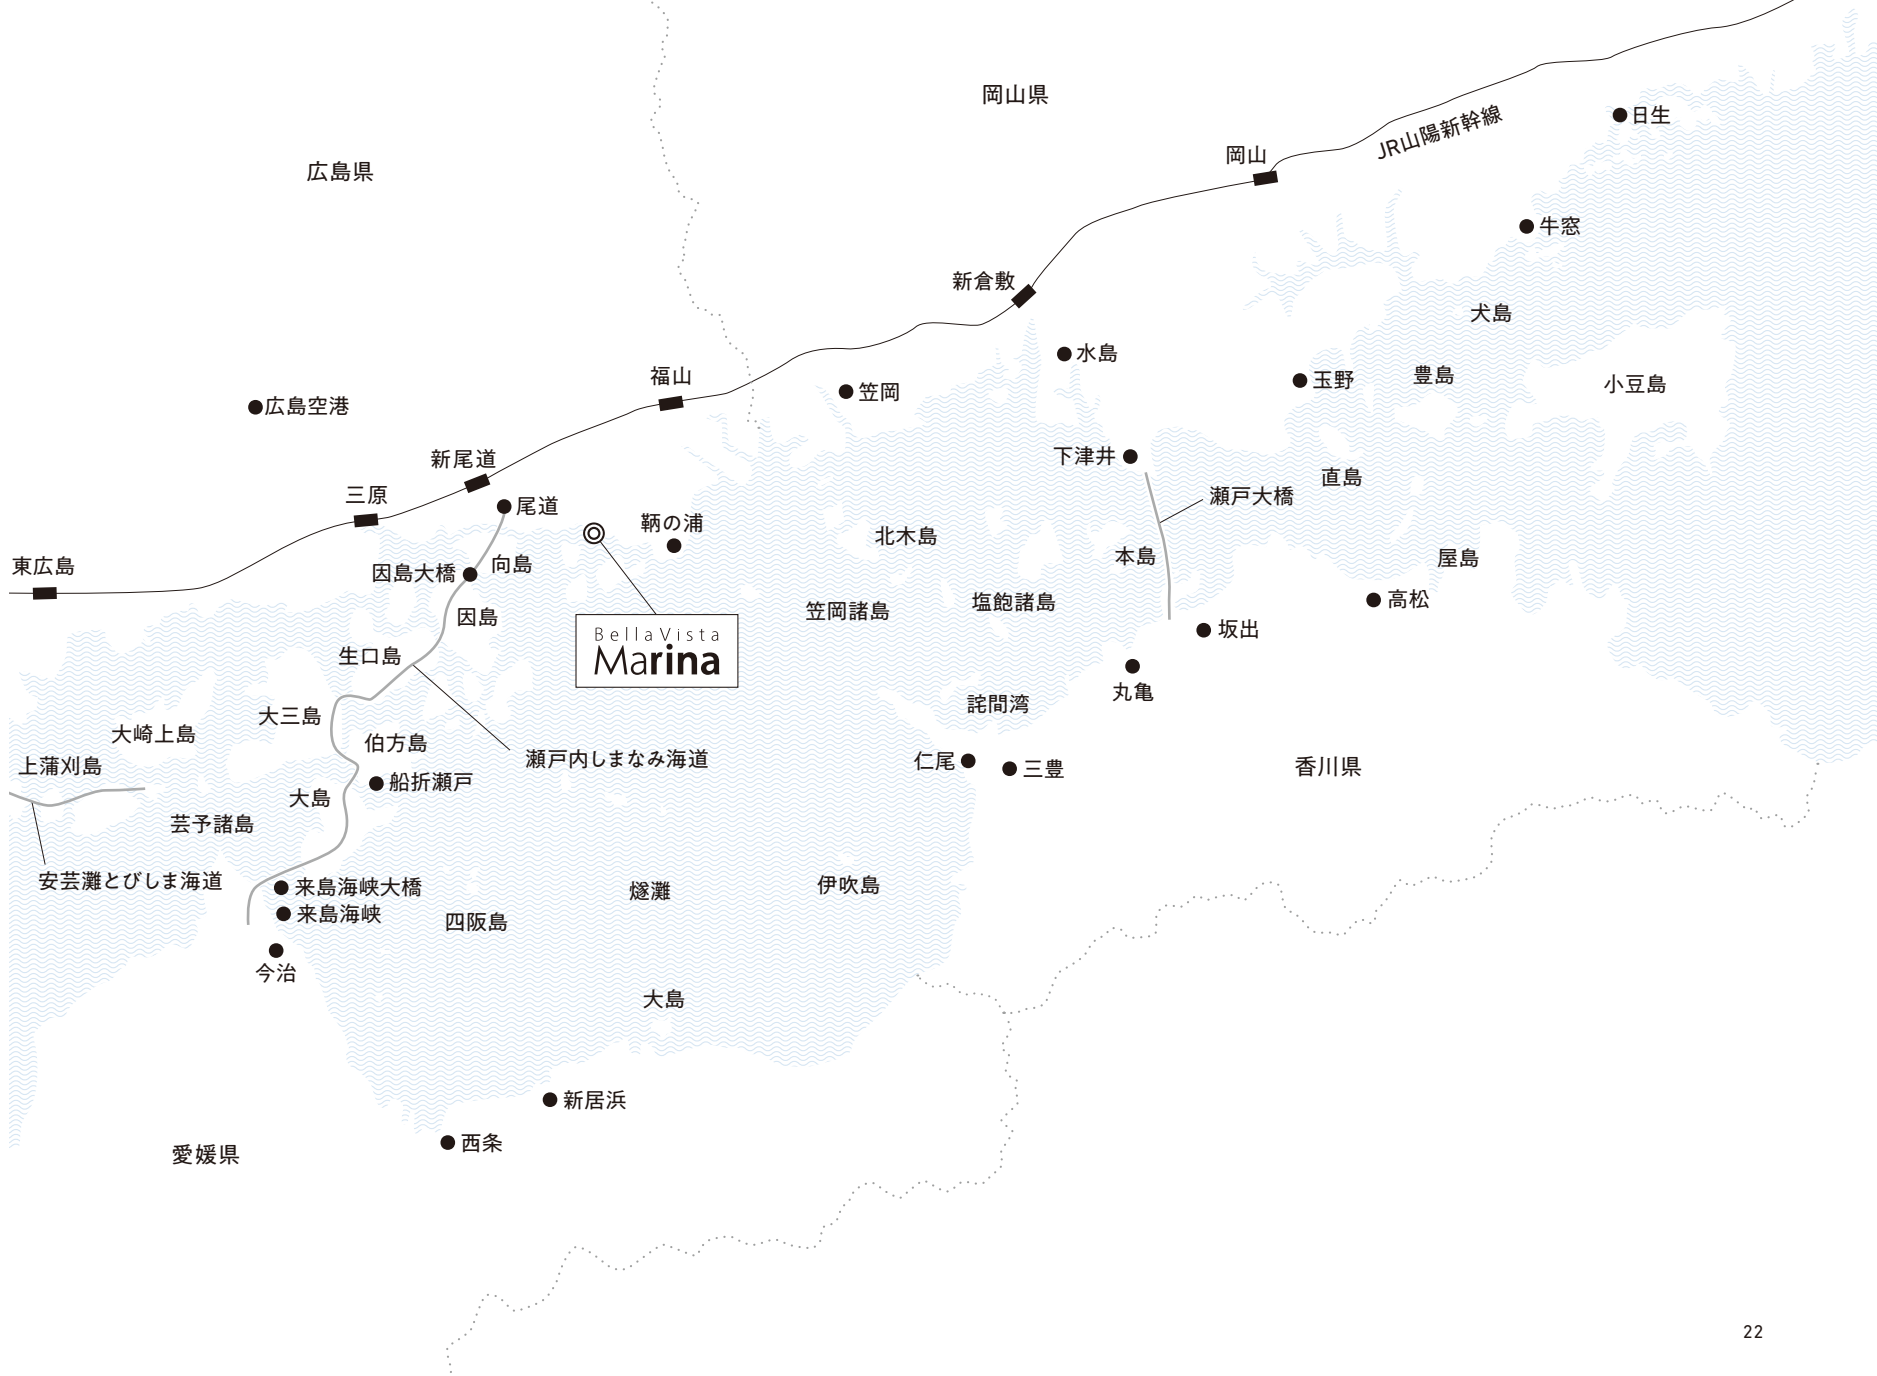 岡山県
日生
JR山陽新幹線
岡山
広島県
牛窓
新倉敷
犬島
水島
福山
玉野
豊島
小豆島
笠岡
広島空港
新尾道
下津井
直島
三原
瀬戸大橋
尾道
鞆の浦
北木島
本島
屋島
東広島
因島大橋
向島
高松
塩飽諸島
笠岡諸島
因島
坂出
BellaVista
Marina
生口島
丸亀
詫間湾
大三島
大崎上島
伯方島
瀬戸内しまなみ海道
仁尾
三豊
香川県
上蒲刈島
船折瀬戸
大島
芸予諸島
安芸灘とびしま海道
来島海峡大橋
燧灘
伊吹島
来島海峡
四阪島
今治
大島
新居浜
西条
愛媛県
22